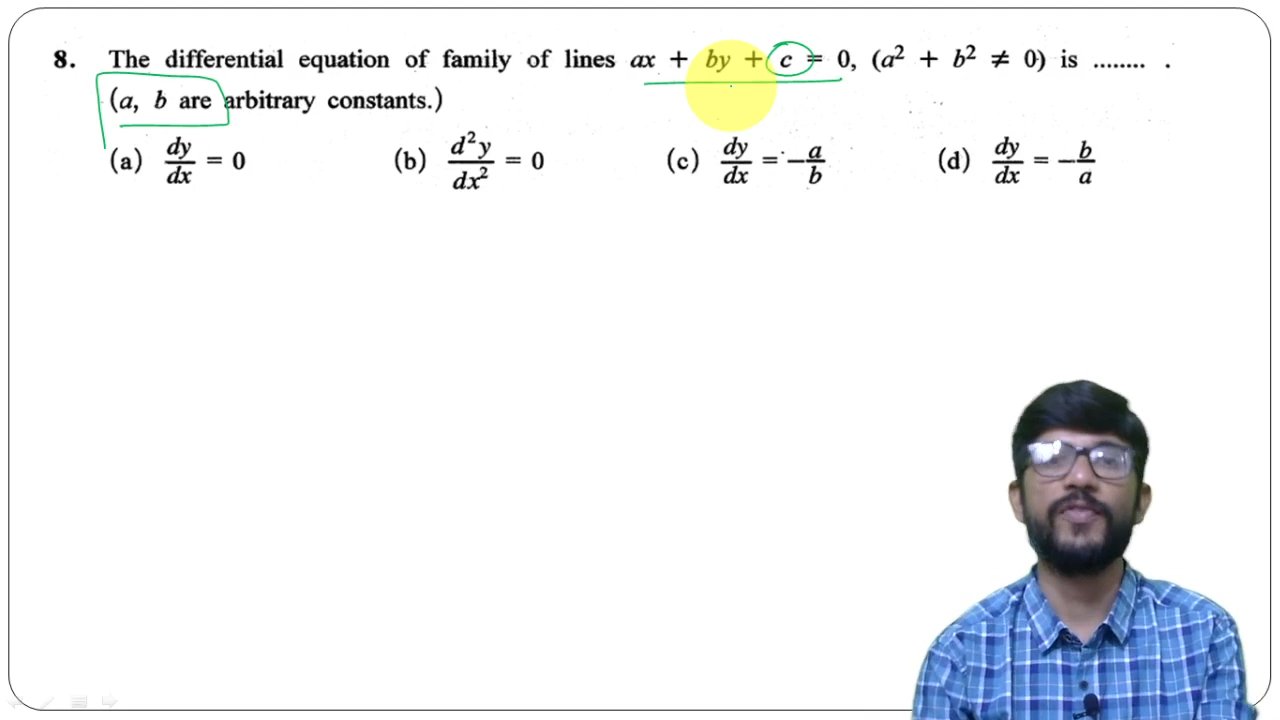 8. The differential equation of family of lines ax + by + c = 0, (a² + b² ≠ 0) is ........ .
(a, b are arbitrary constants.)
(a) dy/dx = 0 (b) d²y/dx² = 0 (c) dy/dx = -a/b (d) dy/dx = -b/a